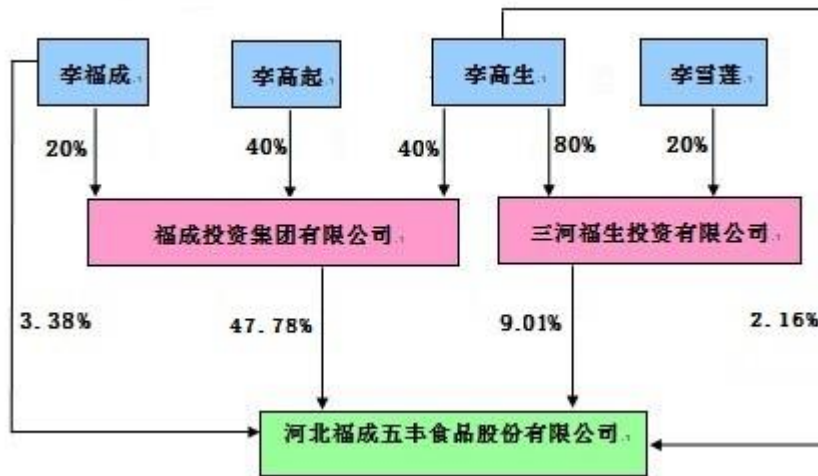 李福成
李高起
李高生
李雪莲
20%
40%
40%
80%
20%
福成投资集团有限公司
三河福生投资有限公司
3.38%
47.78%
9.01%
2.16%
河北福成五丰食品股份有限公司